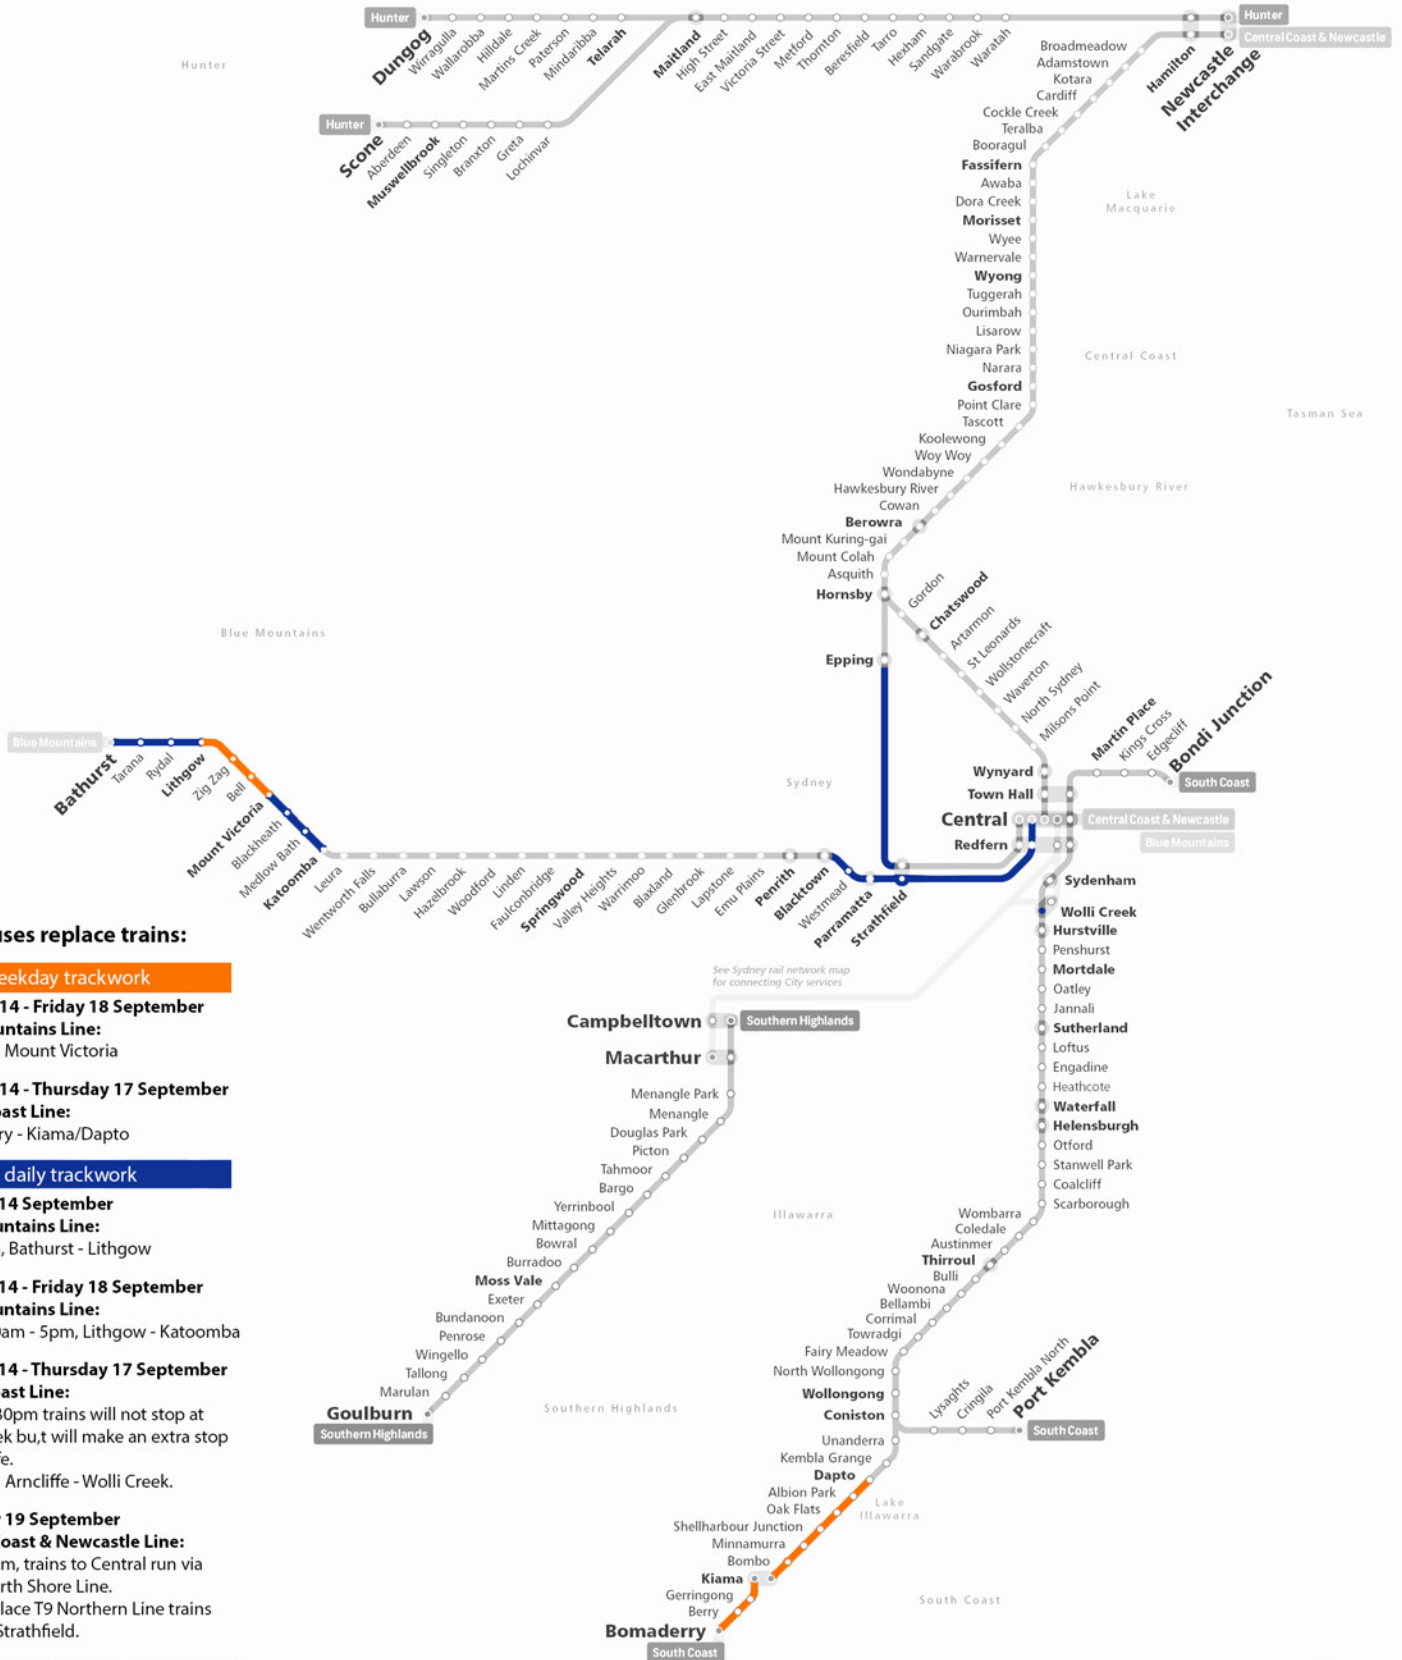 Hunter
Dungog
Wirragulla
Wallarobba
Hilldale
Martins Creek
Paterson
Mindaribba
Telarah
Maitland
High Street
East Maitland
Victoria Street
Metford
Thornton
Beresfield
Tarro
Hexham
Sandgate
Warabrook
Waratah
Hamilton
Newcastle
Interchange
Hunter
Central Coast & Newcastle
Hunter
Hunter
Scone
Aberdeen
Muswellbrook
Singleton
Branxton
Greta
Lochinvar
Broadmeadow
Adamstown
Kotara
Cardiff
Cockle Creek
Teralba
Booragul
Fassifern
Awaba
Dora Creek
Morisset
Wyee
Warnervale
Wyong
Tuggerah
Ourimbah
Lisarow
Niagara Park
Narara
Gosford
Point Clare
Tascott
Koolewong
Woy Woy
Wondabyne
Hawkesbury River
Cowan
Berowra
Mount Kuring-gai
Mount Colah
Asquith
Hornsby
Lake
Macquarie
Central Coast
Tasman Sea
Hawkesbury River
Gordon
Chatswood
Artarmon
St Leonards
Wollstonecraft
Waverton
North Sydney
Milsons Point
Epping
Blue Mountains
Sydney
Wynyard
Town Hall
Central
Redfern
Martin Place
Kings Cross
Edgecliff
Bondi Junction
South Coast
Central Coast & Newcastle
Blue Mountains
Blue Mountains
Bathurst
Tarana
Rydal
Lithgow
Zig Zag
Bell
Mount Victoria
Blackheath
Medlow Bath
Katoomba
Leura
Wentworth Falls
Bullaburra
Lawson
Hazelbrook
Woodford
Linden
Faulconbridge
Springwood
Valley Heights
Warrimoo
Blaxland
Glenbrook
Lapstone
Emu Plains
Penrith
Blacktown
Westmead
Parramatta
Strathfield
Sydenham
Wolli Creek
Hurstville
Penshurst
Mortdale
Oatley
Jannali
Sutherland
Loftus
Engadine
Heathcote
Waterfall
Helensburgh
Otford
Stanwell Park
Coalcliff
Scarborough
Wombarra
Coledale
Austinmer
Thirroul
Bulli
Woonona
Bellambi
Corrimal
Towradgi
Fairy Meadow
North Wollongong
Wollongong
Coniston
Unanderra
Kembla Grange
Dapto
Albion Park
Oak Flats
Shellharbour Junction
Minnamurra
Bombo
Kiama
Gerringong
Berry
Bomaderry
South Coast
Lysaghts
Cringila
Port Kembla North
Port Kembla
South Coast
Lake
Illawarra
South Coast
Illawarra
Southern Highlands
See Sydney rail network map
for connecting City services
Campbelltown
Southern Highlands
Macarthur
Menangle Park
Menangle
Douglas Park
Picton
Tahmoor
Bargo
Yerrinbool
Mittagong
Bowral
Burradoo
Moss Vale
Exeter
Bundanoon
Penrose
Wingello
Tallong
Marulan
Goulburn
Southern Highlands
uses replace trains:
eekday trackwork
14 - Friday 18 September
untains Line:
Mount Victoria
14 - Thursday 17 September
ast Line:
ry - Kiama/Dapto
daily trackwork
14 September
untains Line:
, Bathurst - Lithgow
14 - Friday 18 September
untains Line:
am - 5pm, Lithgow - Katoomba
14 - Thursday 17 September
ast Line:
30pm trains will not stop at
ek bu,t will make an extra stop
fe.
Arncliffe - Wolli Creek.
19 September
oast & Newcastle Line:
m, trains to Central run via
rth Shore Line.
lace T9 Northern Line trains
Strathfield.